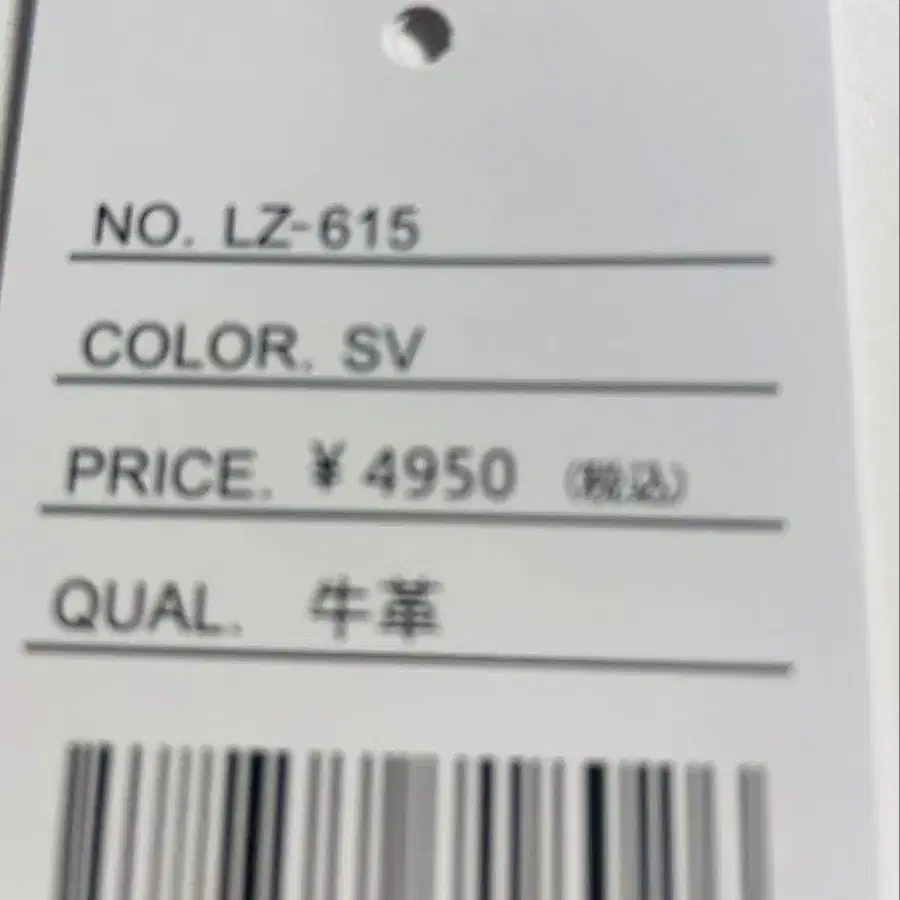 NO. LZ-615
COLOR. SV
PRICE. ¥4950 (税込)
QUAL. 牛革